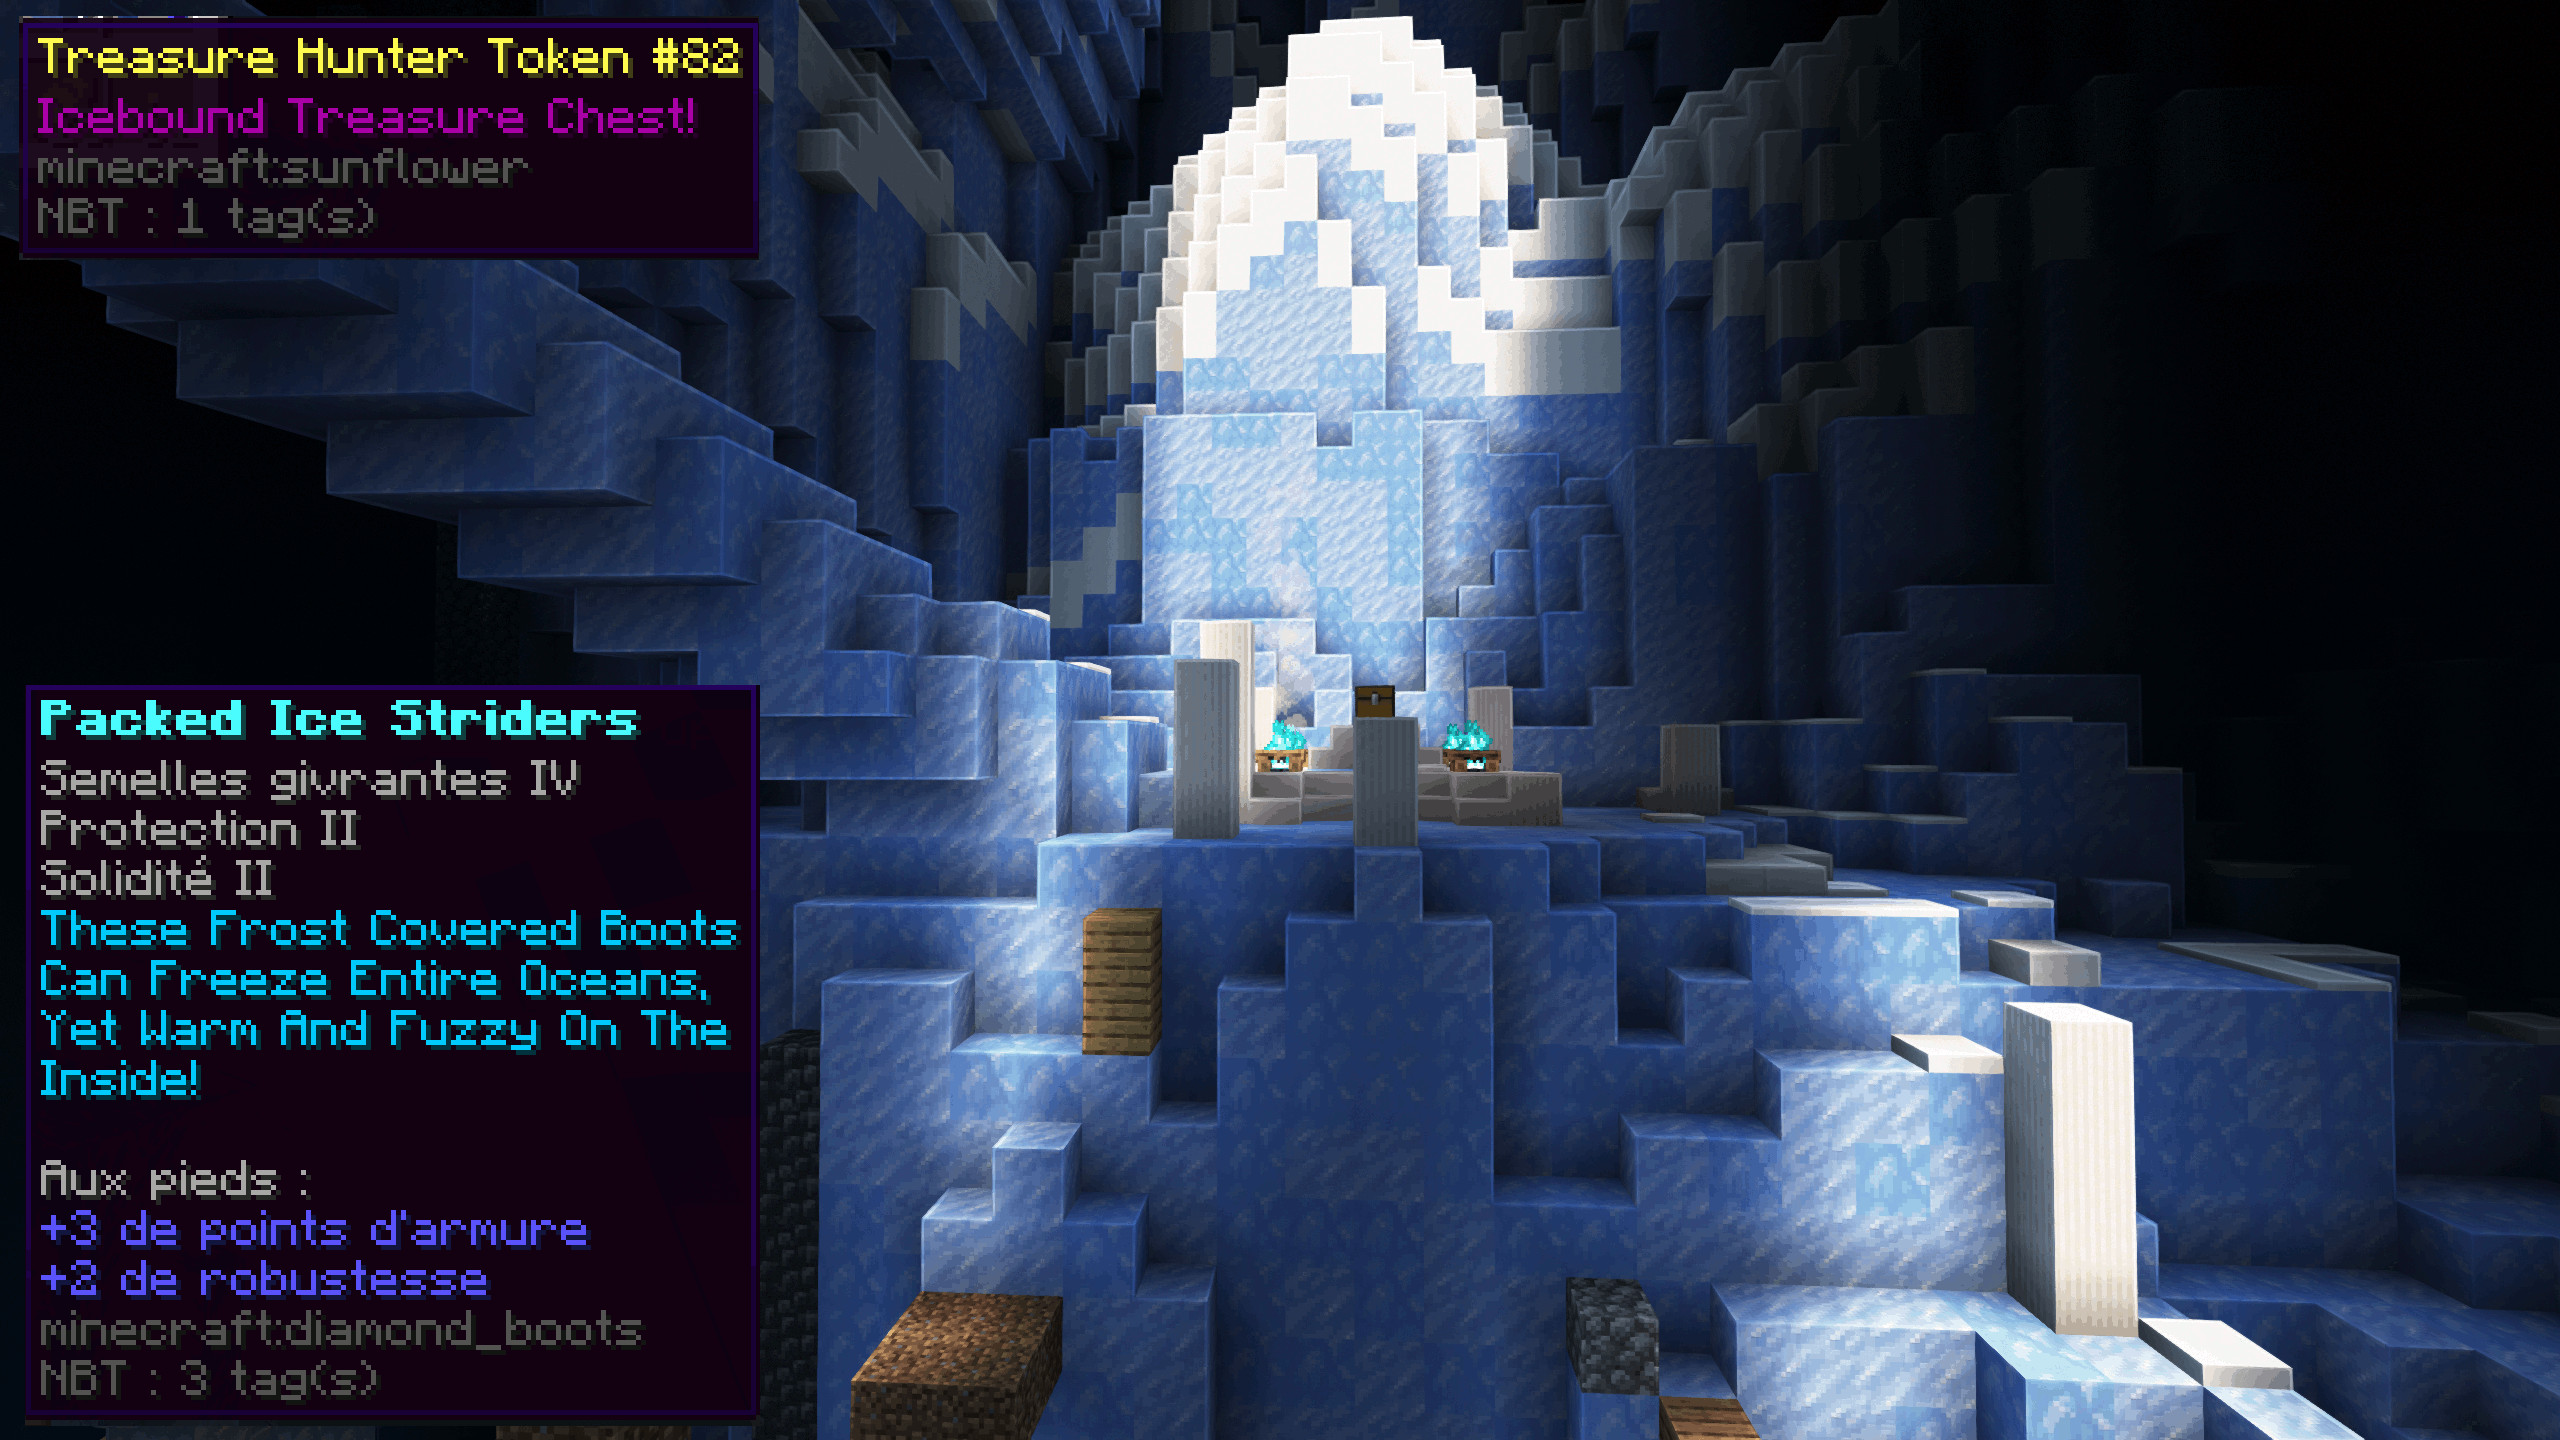 Treasure Hunter Token #82
Icebound Treasure Chest!
minecraft:sunflower
NBT : 1 tag(s)
Packed Ice Striders
Semelles givrantes IV
Protection II
Solidité II
These Frost Covered Boots
Can Freeze Entire Oceans,
Yet Warm And Fuzzy On The
Inside!
Aux pieds :
+3 de points d'armure
+2 de robustesse
minecraft:diamond_boots
NBT : 3 tag(s)